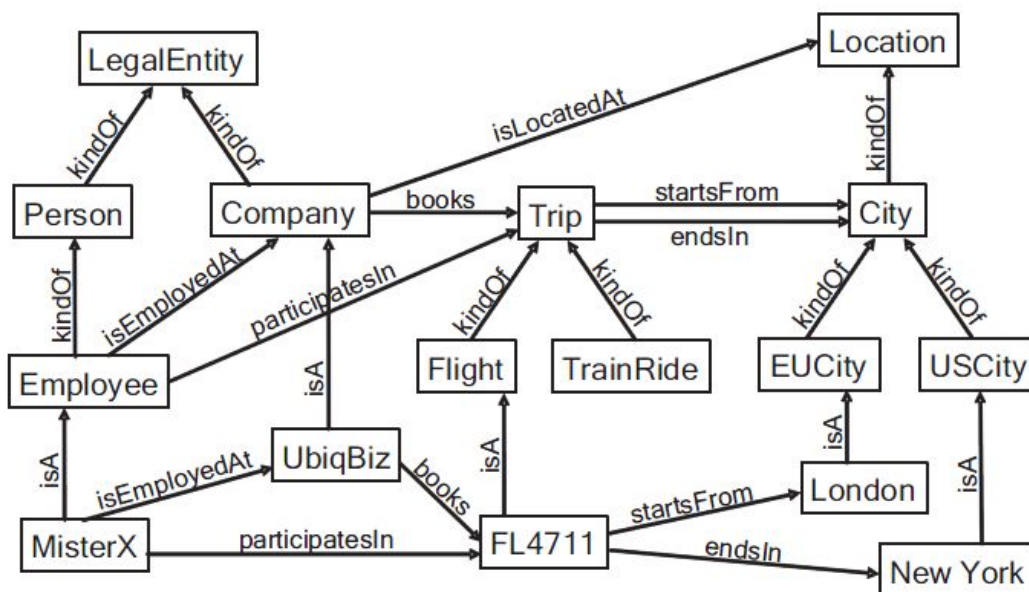 LegalEntity
Location
kindOf
kindOf
isLocatedAt
kindOf
Person
Company
books
Trip
startsFrom
endsIn
City
kindOf
isEmployedAt
participatesIn
kindOf
kindOf
kindOf
kindOf
Employee
isA
Flight
TrainRide
EUCity
USCity
isA
isEmployedAt
UbiqBiz
books
isA
startsFrom
isA
London
isA
MisterX
participatesIn
FL4711
endsIn
New York